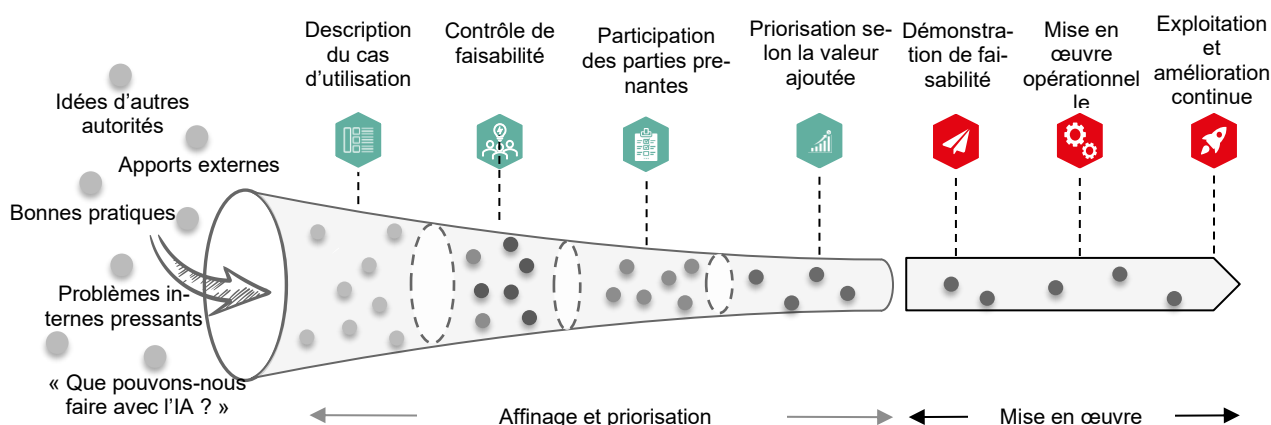 Description
du cas
d’utilisation
Contrôle de
faisabilité
Participation
des parties pre-
nantes
Priorisation se-
lon la valeur
ajoutée
Démonstra-
tion de fai-
sabilité
Mise en
œuvre
opérationnel
le
Exploitation
et
amélioration
continue
Idées d’autres
autorités
Apports externes
Bonnes pratiques
Problèmes in-
ternes pressants
« Que pouvons-nous
faire avec l’IA ? »
Affinage et priorisation
Mise en œuvre